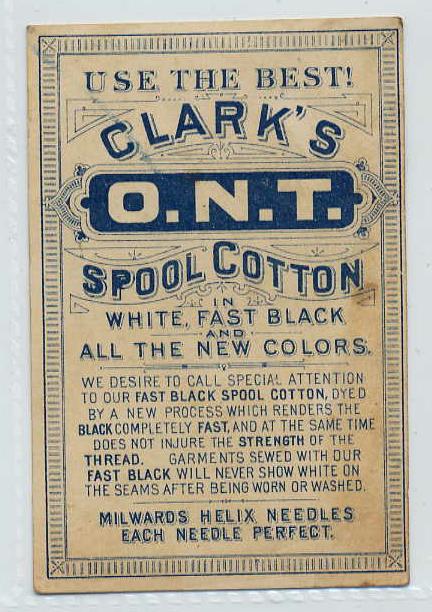 USE THE BEST!
CLARK'S
O.N.T.
SPOOL COTTON
IN
WHITE, FAST BLACK
AND
ALL THE NEW COLORS.
WE DESIRE TO CALL SPECIAL ATTENTION
TO OUR FAST BLACK SPOOL COTTON, DYED
BY A NEW PROCESS WHICH RENDERS THE
BLACK COMPLETELY FAST, AND AT THE SAME TIME
DOES NOT INJURE THE STRENGTH OF THE
THREAD. GARMENTS SEWED WITH OUR
FAST BLACK WILL NEVER SHOW WHITE ON
THE SEAMS AFTER BEING WORN OR WASHED.
MILWARDS HELIX NEEDLES
EACH NEEDLE PERFECT.